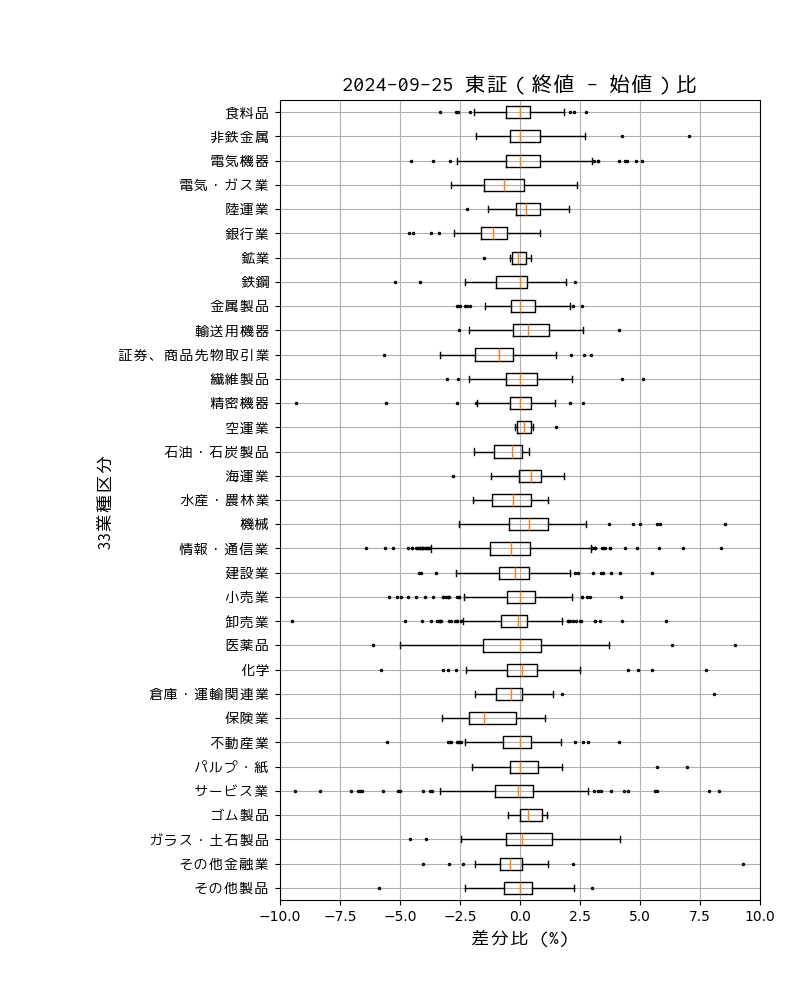 2024-09-25 東証 ( 終値 - 始値 ) 比
食料品
非鉄金属
電気機器
電気・ガス業
陸運業
銀行業
鉱業
鉄鋼
金属製品
輸送用機器
証券、商品先物取引業
繊維製品
精密機器
空運業
石油・石炭製品
海運業
水産・農林業
機械
情報・通信業
建設業
小売業
卸売業
医薬品
化学
倉庫・運輸関連業
保険業
不動産業
パルプ・紙
サービス業
ゴム製品
ガラス・土石製品
その他金融業
その他製品
33業種区分
−10.0 −7.5 −5.0 −2.5 0.0 2.5 5.0 7.5 10.0
差分比 (%)